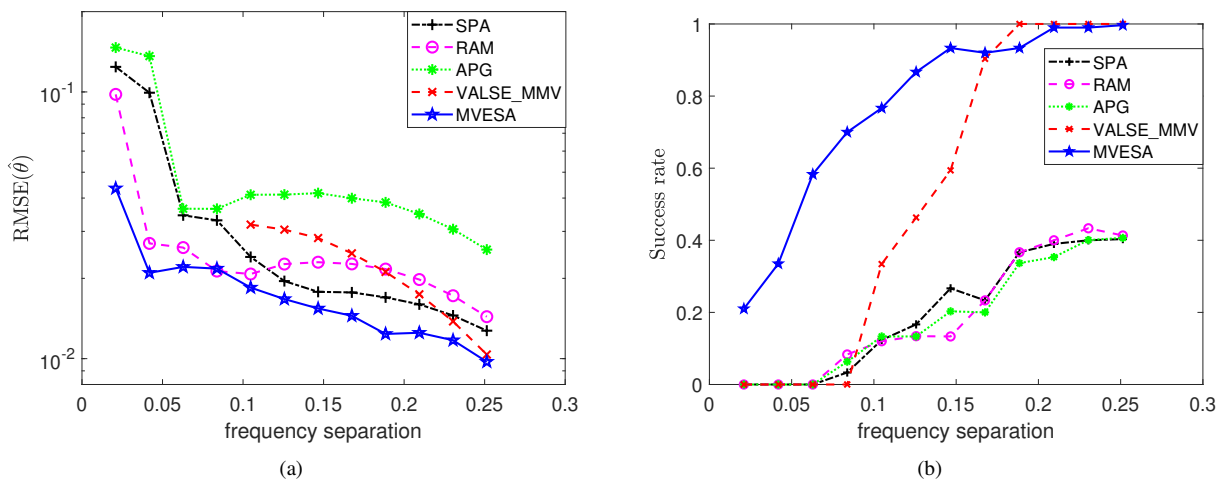 SPA
RAM
APG
VALSE_MMV
MVESA
10^{-1}
10^{-2}
RMSE(\hat{\theta})
0 0.05 0.1 0.15 0.2 0.25 0.3
frequency separation
(a)
1
0.8
0.6
0.4
0.2
0
Success rate
SPA
RAM
APG
VALSE_MMV
MVESA
0 0.05 0.1 0.15 0.2 0.25 0.3
frequency separation
(b)